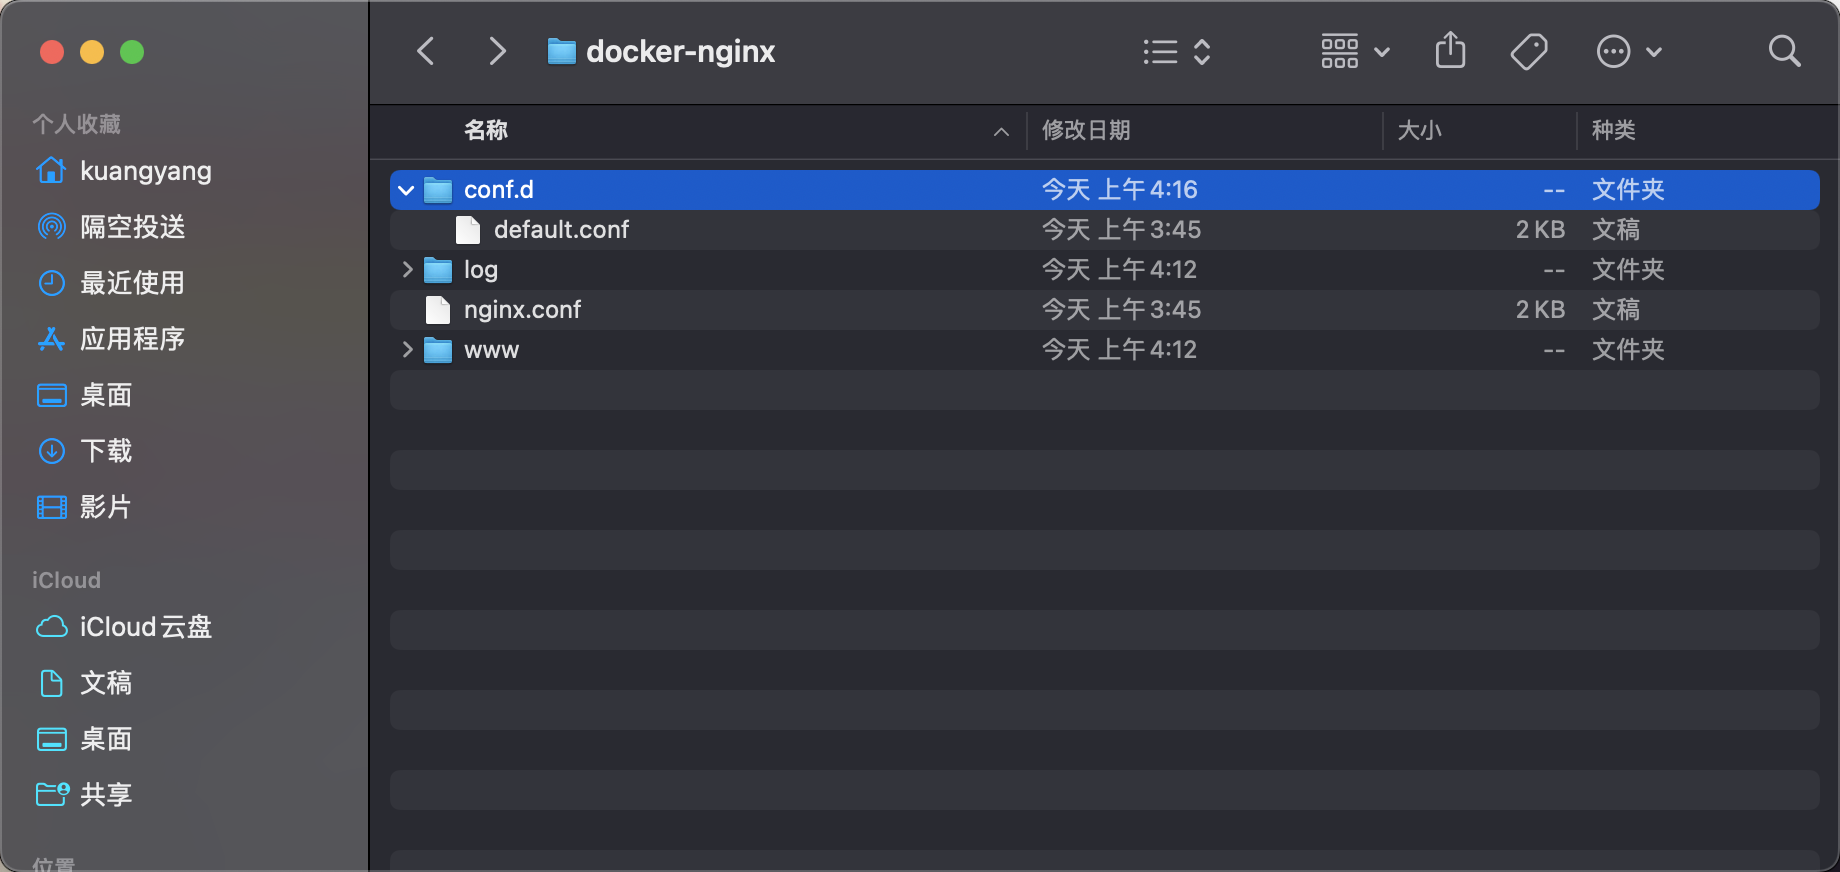 docker-nginx
个人收藏
kuangyang
隔空投送
最近使用
应用程序
桌面
下载
影片
iCloud
iCloud云盘
文稿
桌面
共享
位置
名称 修改日期 大小 种类
conf.d 今天 上午 4:16 -- 文件夹
default.conf 今天 上午 3:45 2 KB 文稿
log 今天 上午 4:12 -- 文件夹
nginx.conf 今天 上午 3:45 2 KB 文稿
www 今天 上午 4:12 -- 文件夹